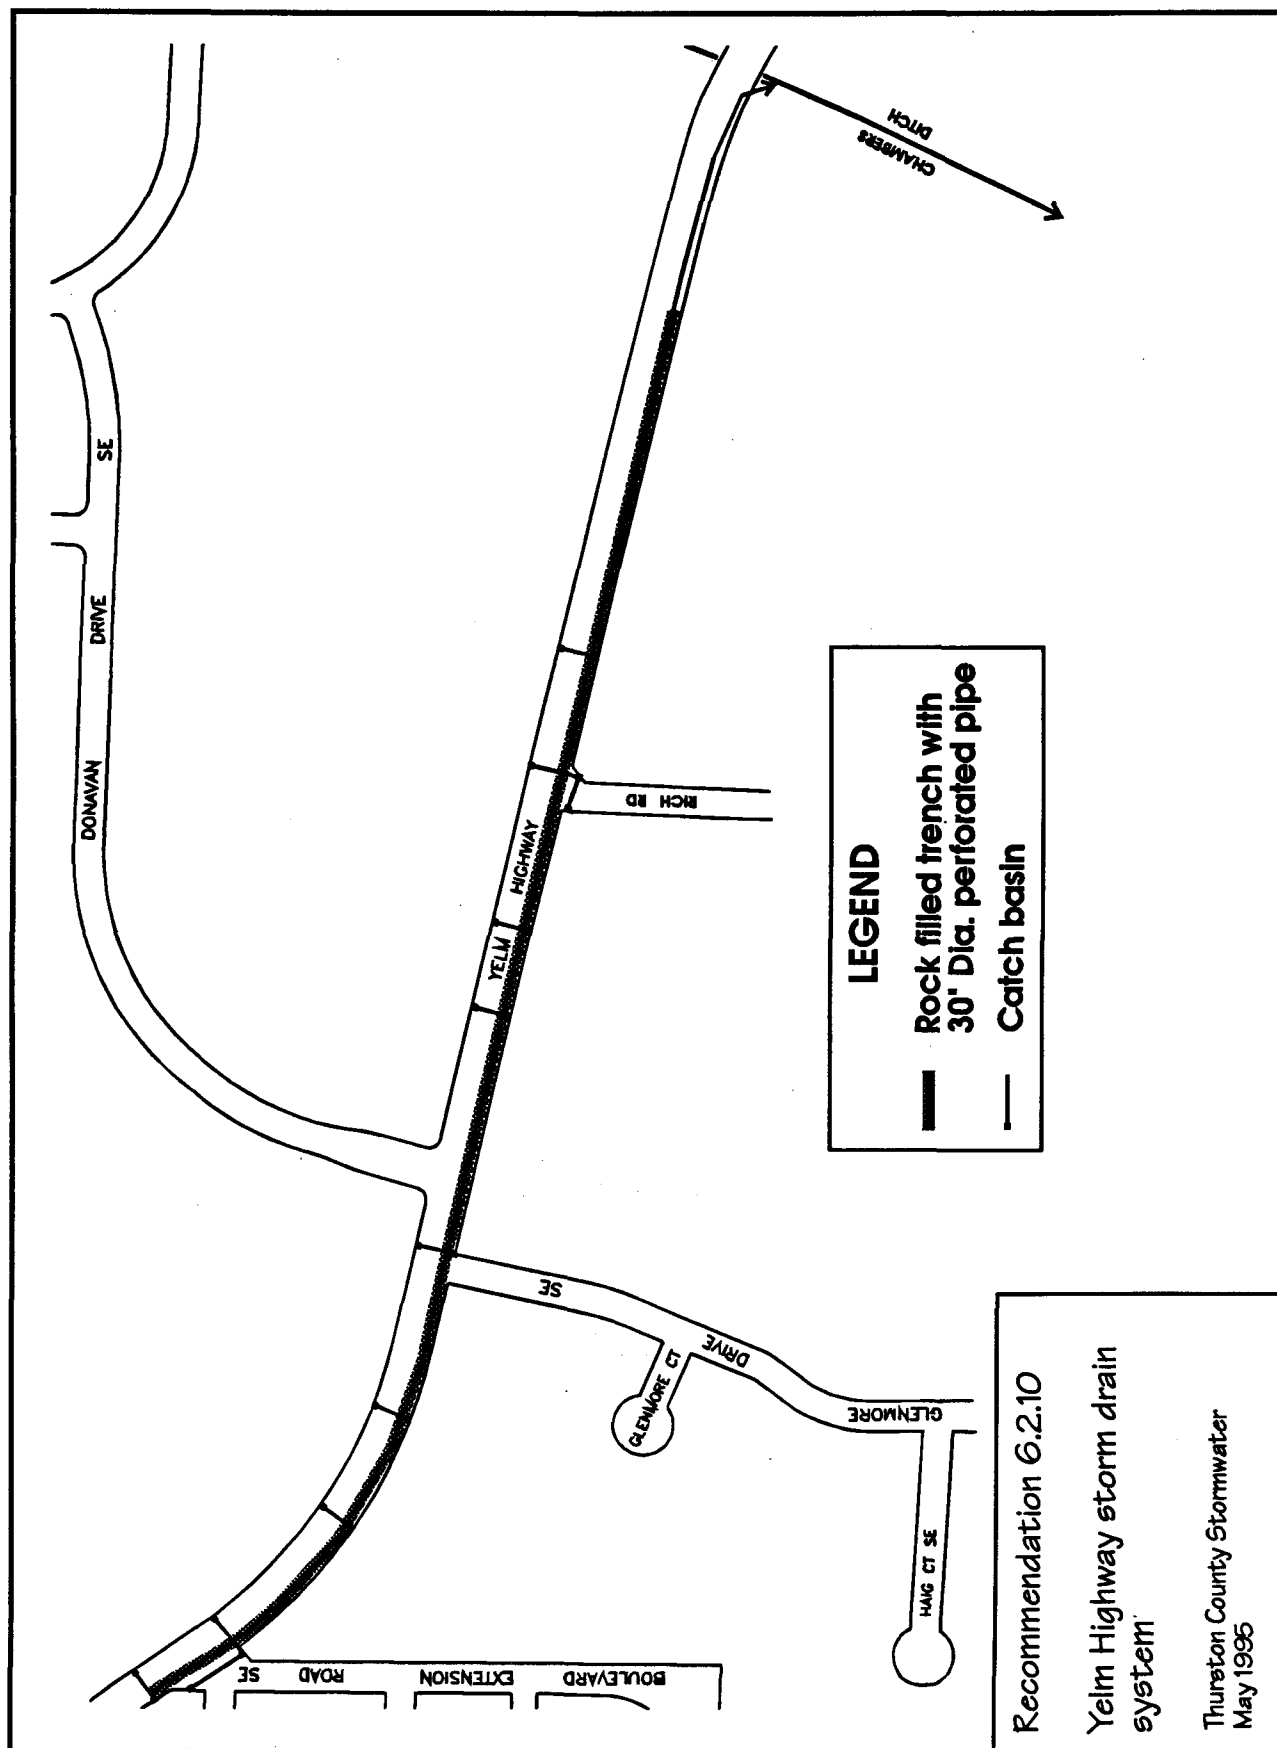 DONAVAN DRIVE SE
YELM HIGHWAY
CHAMBERS
DITCH
RICH RD
GLENMORE DRIVE SE
GLENMORE CT
HAIG CT SE
BOULEVARD EXTENSION ROAD SE
LEGEND
Rock filled trench with
30" Dia. perforated pipe
Catch basin
Recommendation 6.2.10
Yelm Highway storm drain
system
Thurston County Stormwater
May 1995